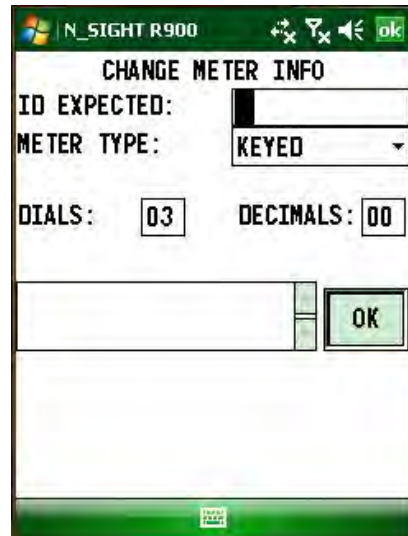 N_SIGHT R900 ok
CHANGE METER INFO
ID EXPECTED:
METER TYPE: KEYED
DIALS: 03 DECIMALS: 00
OK